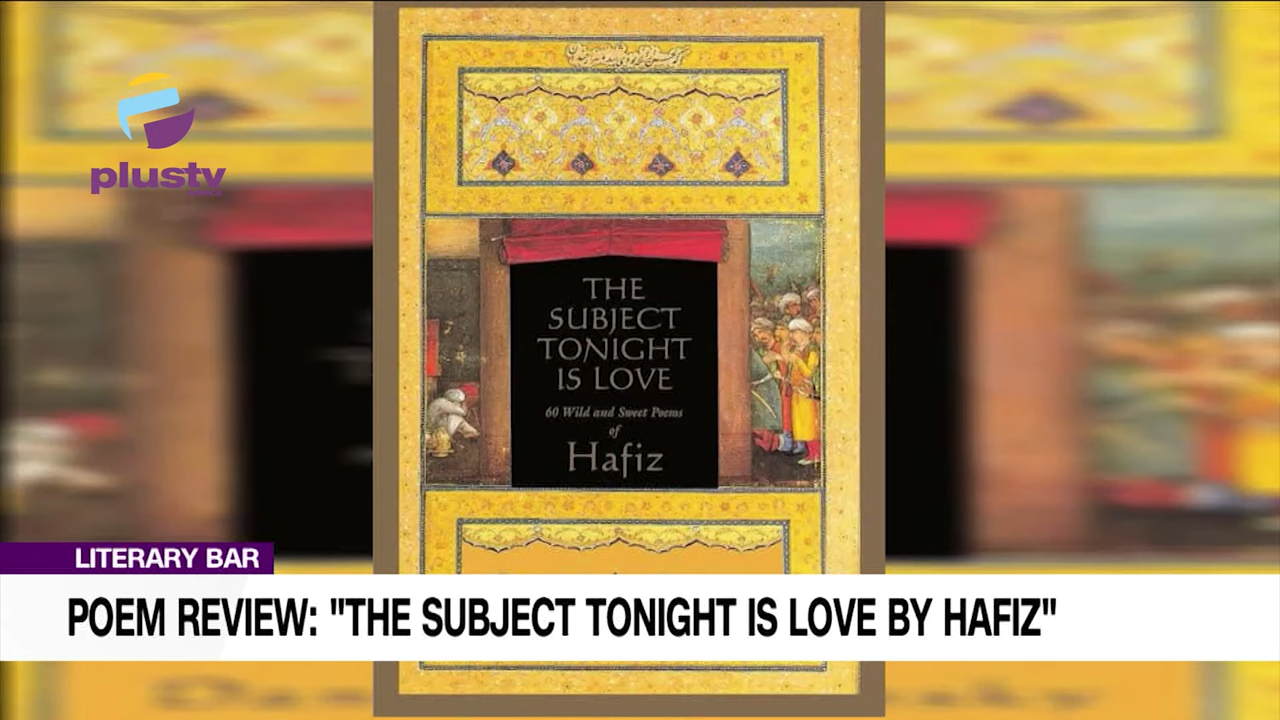 plustv
THE
SUBJECT
TONIGHT
IS LOVE
60 Wild and Sweet Poems
of
Hafiz
LITERARY BAR
POEM REVIEW: "THE SUBJECT TONIGHT IS LOVE BY HAFIZ"